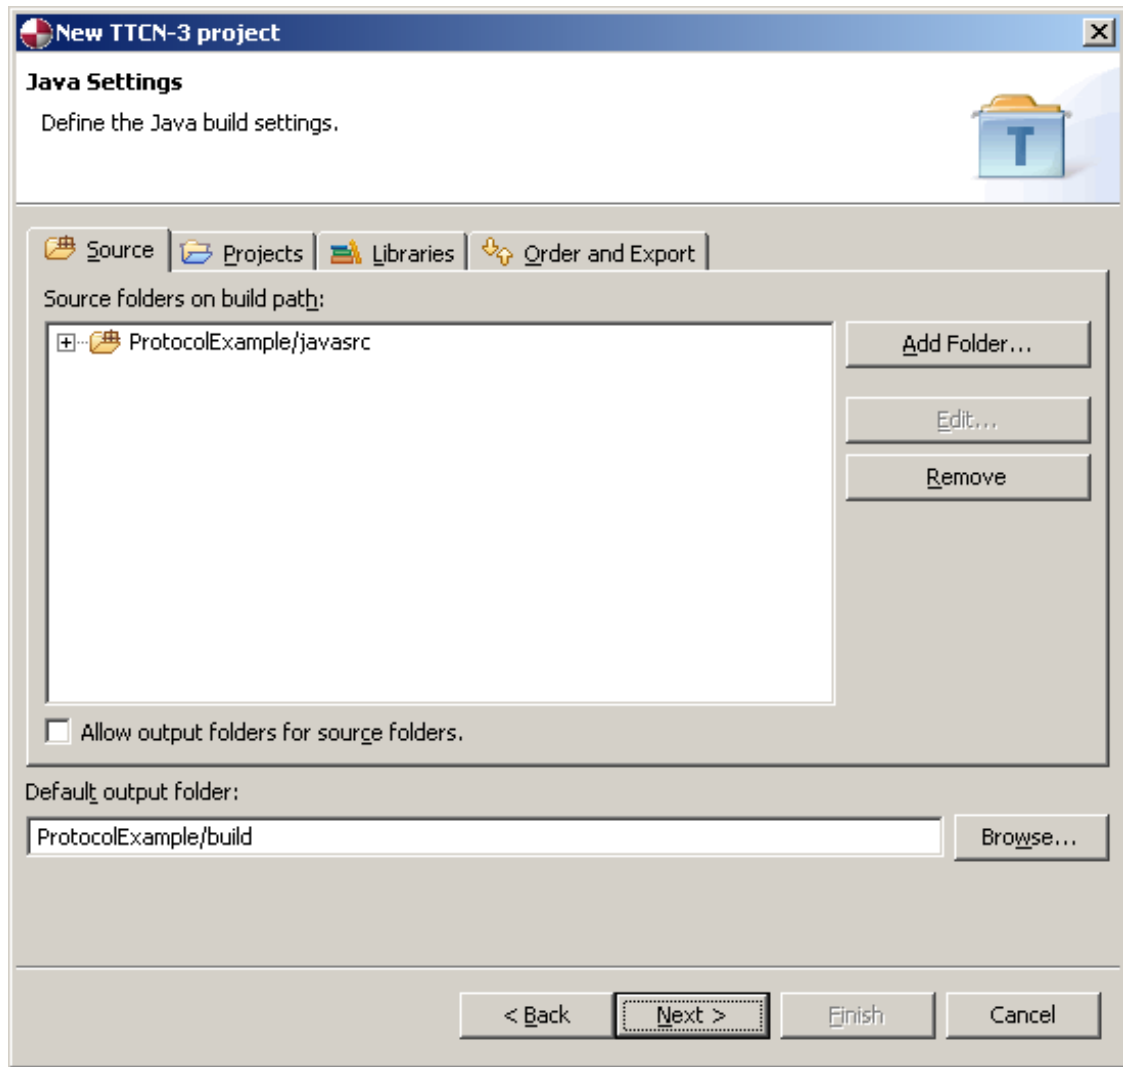 New TTCN-3 project
Java Settings
Define the Java build settings.
T
Source Projects Libraries Order and Export
Source folders on build path:
ProtocolExample/javasrc
Add Folder...
Edit...
Remove
Allow output folders for source folders.
Default output folder:
ProtocolExample/build
Browse...
< Back Next > Finish Cancel